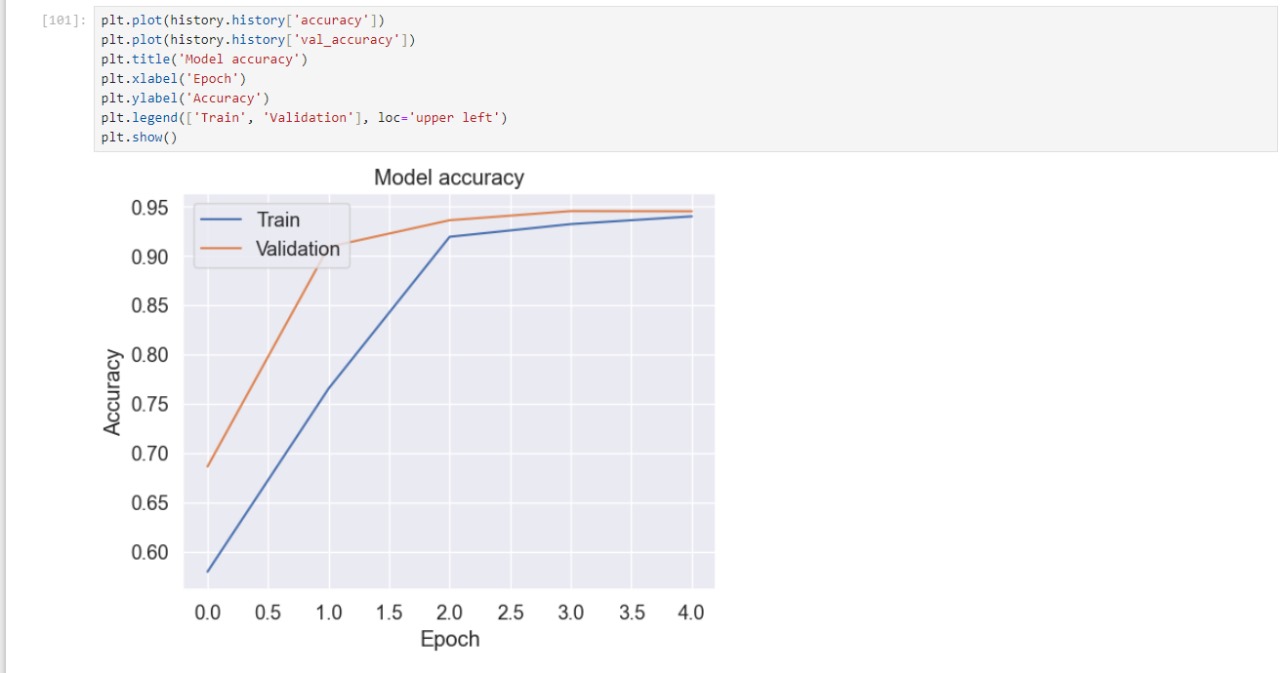 [101]: plt.plot(history.history['accuracy'])
plt.plot(history.history['val_accuracy'])
plt.title('Model accuracy')
plt.xlabel('Epoch')
plt.ylabel('Accuracy')
plt.legend(['Train', 'Validation'], loc='upper left')
plt.show()
Model accuracy
Train
Validation
0.95
0.90
0.85
0.80
0.75
0.70
0.65
0.60
Accuracy
0.0 0.5 1.0 1.5 2.0 2.5 3.0 3.5 4.0
Epoch